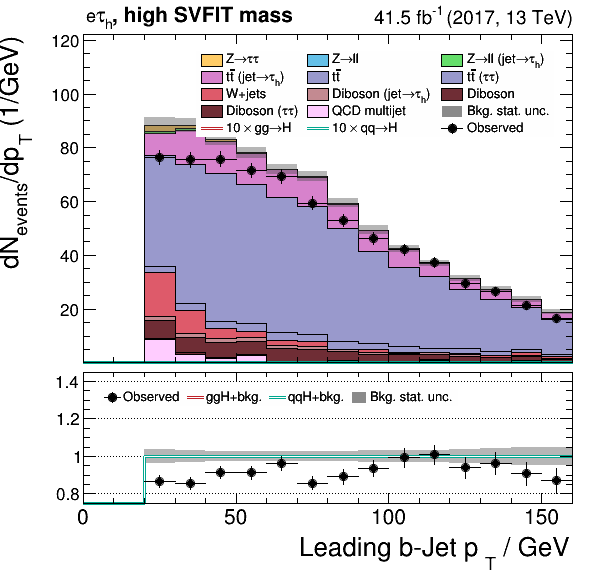 eτh, high SVFIT mass 41.5 fb-1 (2017, 13 TeV)
dNevents/dpT (1/GeV)
120
100
80
60
40
20
Z→ττ Z→ll Z→ll (jet→τh)
tt̄ (jet→τh) tt̄ tt̄ (ττ)
W+jets Diboson (jet→τh) Diboson
Diboson (ττ) QCD multijet Bkg. stat. unc.
10 × gg→H 10 × qq→H Observed
1.4
1.2
1
0.8
Observed ggH+bkg. qqH+bkg. Bkg. stat. unc.
0 50 100 150
Leading b-Jet pT / GeV